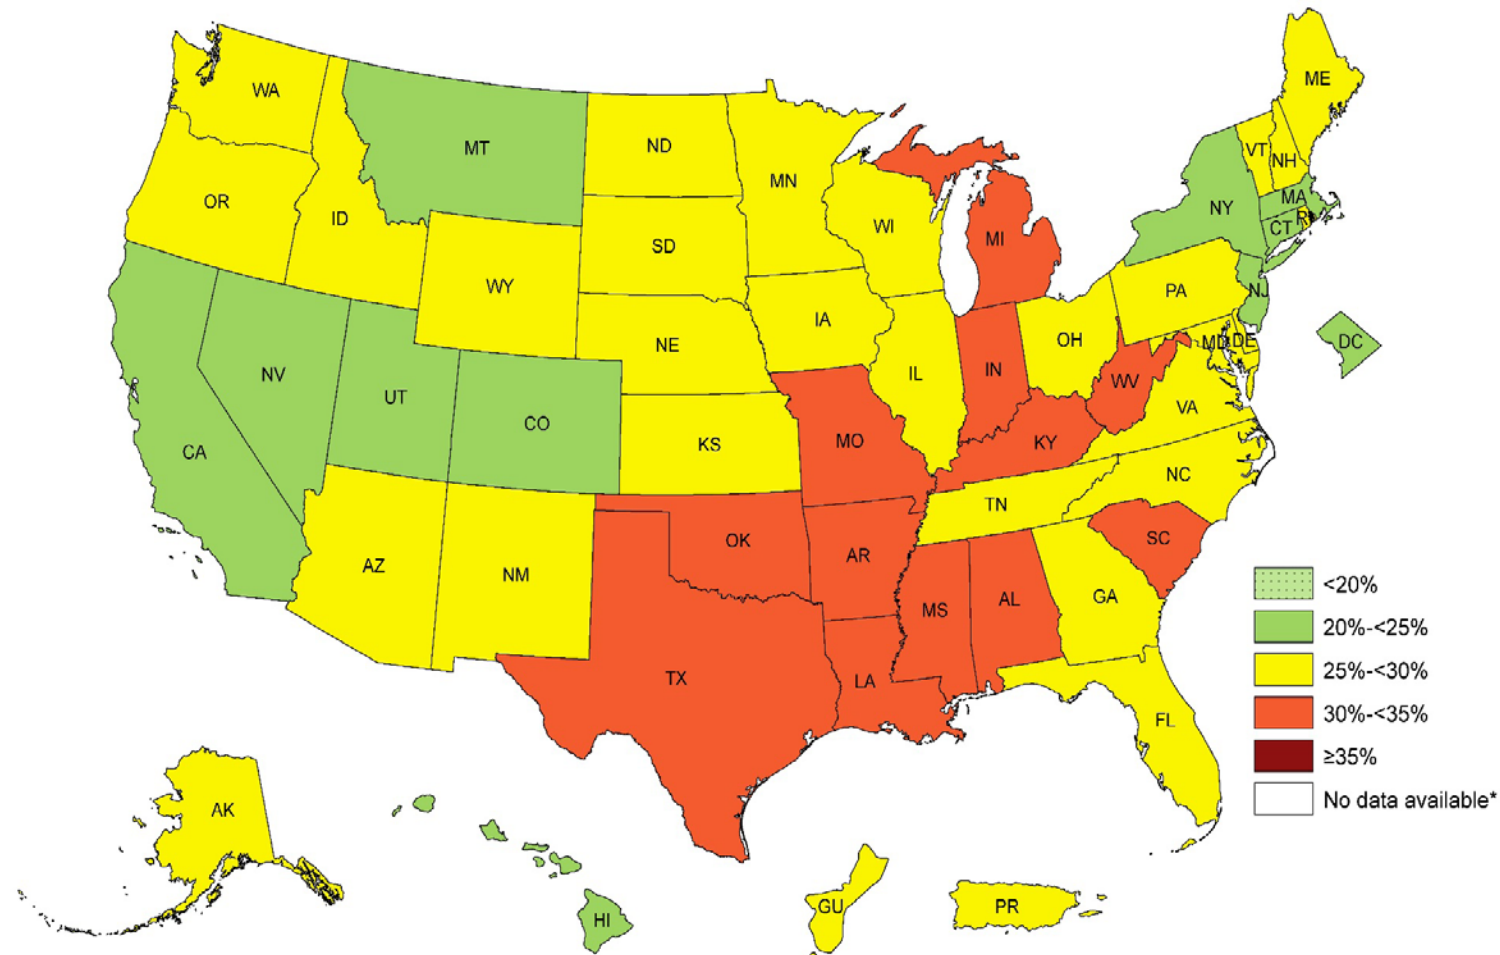 WA
MT
ND
MN
ME
VT
NH
OR
ID
SD
WI
MI
NY
MA
CT
RI
WY
IA
PA
NJ
NE
OH
MD
DE
DC
NV
UT
CO
IL
IN
WV
VA
CA
KS
MO
KY
NC
TN
AZ
NM
OK
AR
SC
MS
AL
GA
TX
LA
FL
<20%
20%-<25%
25%-<30%
30%-<35%
≥35%
No data available*
AK
HI
GU
PR